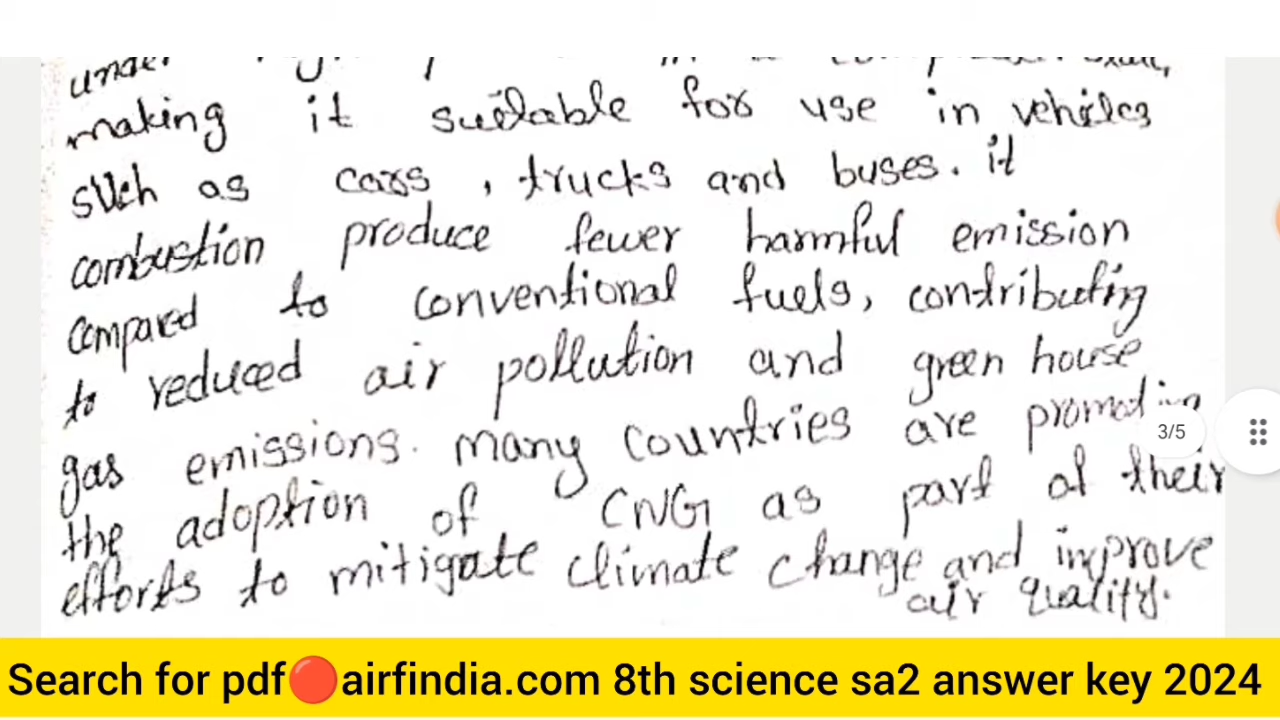 under
making it suitable for use in vehicles
such as cars , trucks and buses. it
combustion produce fewer harmful emission
compared to conventional fuels, contributing
to reduced air pollution and green house
gas emissions. many countries are promoting
the adoption of CNG as part of their
efforts to mitigate climate change and improve
air quality.
3/5
Search for pdf🔴airfindia.com 8th science sa2 answer key 2024